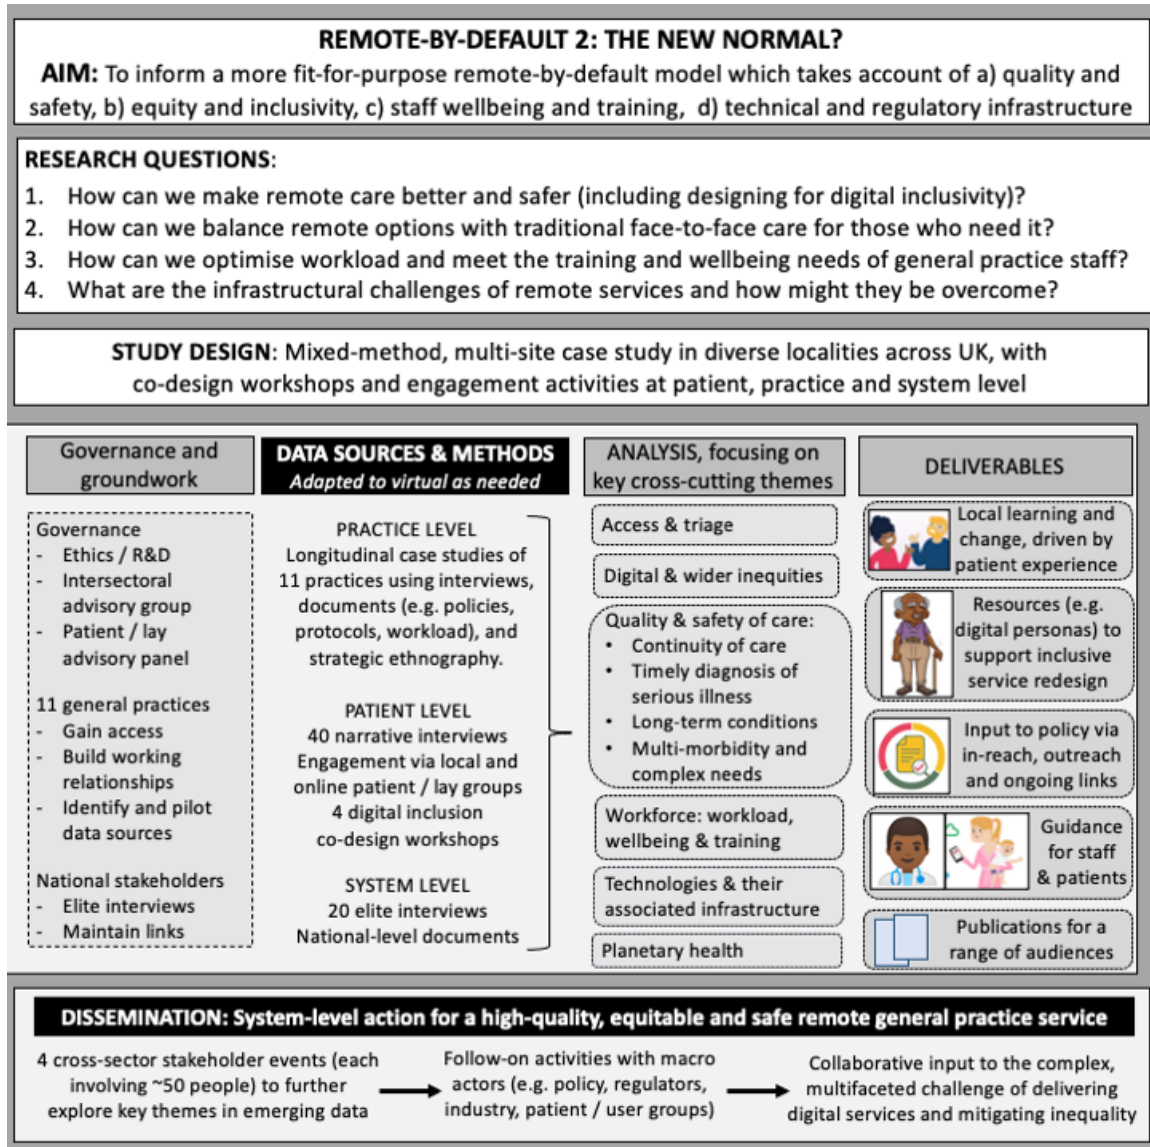 REMOTE-BY-DEFAULT 2: THE NEW NORMAL?
AIM: To inform a more fit-for-purpose remote-by-default model which takes account of a) quality and
safety, b) equity and inclusivity, c) staff wellbeing and training, d) technical and regulatory infrastructure
RESEARCH QUESTIONS:
1. How can we make remote care better and safer (including designing for digital inclusivity)?
2. How can we balance remote options with traditional face-to-face care for those who need it?
3. How can we optimise workload and meet the training and wellbeing needs of general practice staff?
4. What are the infrastructural challenges of remote services and how might they be overcome?
STUDY DESIGN: Mixed-method, multi-site case study in diverse localities across UK, with
co-design workshops and engagement activities at patient, practice and system level
Governance and
groundwork
Governance
- Ethics / R&D
- Intersectoral
advisory group
- Patient / lay
advisory panel
11 general practices
- Gain access
- Build working
relationships
- Identify and pilot
data sources
National stakeholders
- Elite interviews
- Maintain links
DATA SOURCES & METHODS
Adapted to virtual as needed
PRACTICE LEVEL
Longitudinal case studies of
11 practices using interviews,
documents (e.g. policies,
protocols, workload), and
strategic ethnography.
PATIENT LEVEL
40 narrative interviews
Engagement via local and
online patient / lay groups
4 digital inclusion
co-design workshops
SYSTEM LEVEL
20 elite interviews
National-level documents
ANALYSIS, focusing on
key cross-cutting themes
Access & triage
Digital & wider inequities
Quality & safety of care:
• Continuity of care
• Timely diagnosis of
serious illness
• Long-term conditions
• Multi-morbidity and
complex needs
Workforce: workload,
wellbeing & training
Technologies & their
associated infrastructure
Planetary health
DELIVERABLES
Local learning and
change, driven by
patient experience
Resources (e.g.
digital personas) to
support inclusive
service redesign
Input to policy via
in-reach, outreach
and ongoing links
Guidance
for staff
& patients
Publications for a
range of audiences
DISSEMINATION: System-level action for a high-quality, equitable and safe remote general practice service
4 cross-sector stakeholder events (each
involving ~50 people) to further
explore key themes in emerging data
Follow-on activities with macro
actors (e.g. policy, regulators,
industry, patient / user groups)
Collaborative input to the complex,
multifaceted challenge of delivering
digital services and mitigating inequality